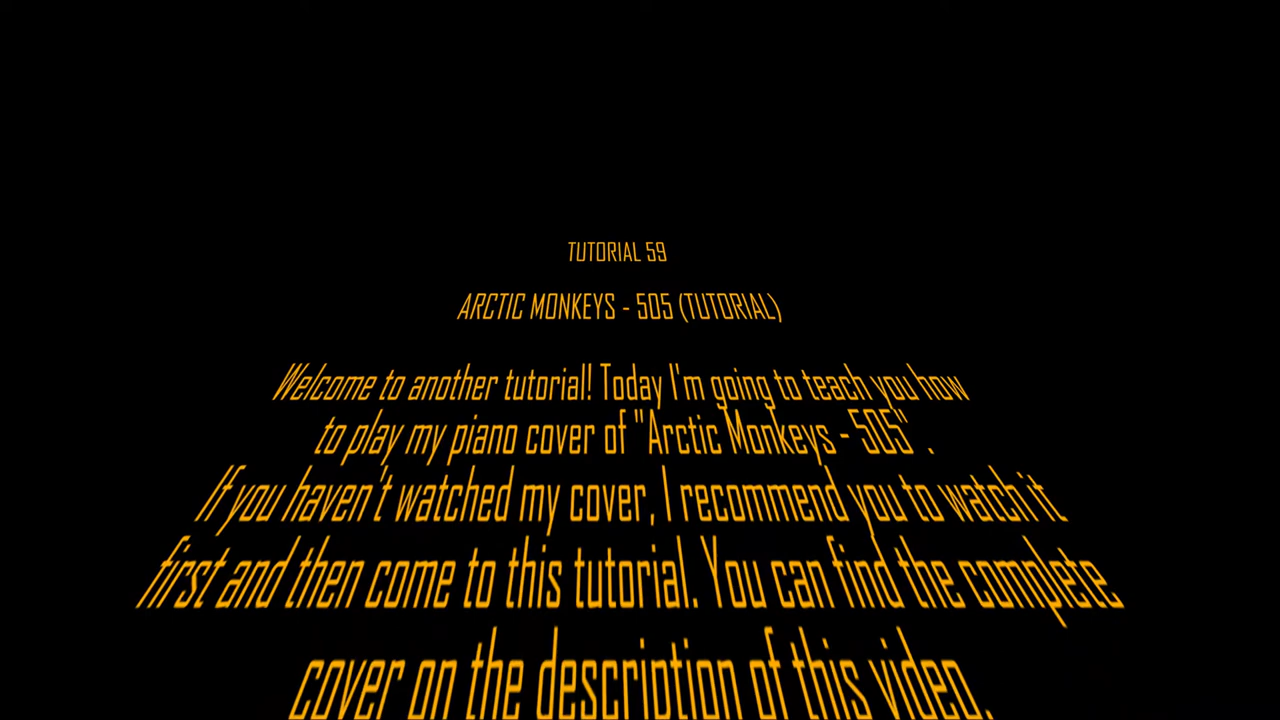 TUTORIAL 59
ARCTIC MONKEYS - 505 (TUTORIAL)
Welcome to another tutorial! Today I'm going to teach you how
to play my piano cover of "Arctic Monkeys - 505" .
If you haven't watched my cover, I recommend you to watch it
first and then come to this tutorial. You can find the complete
cover on the description of this video.